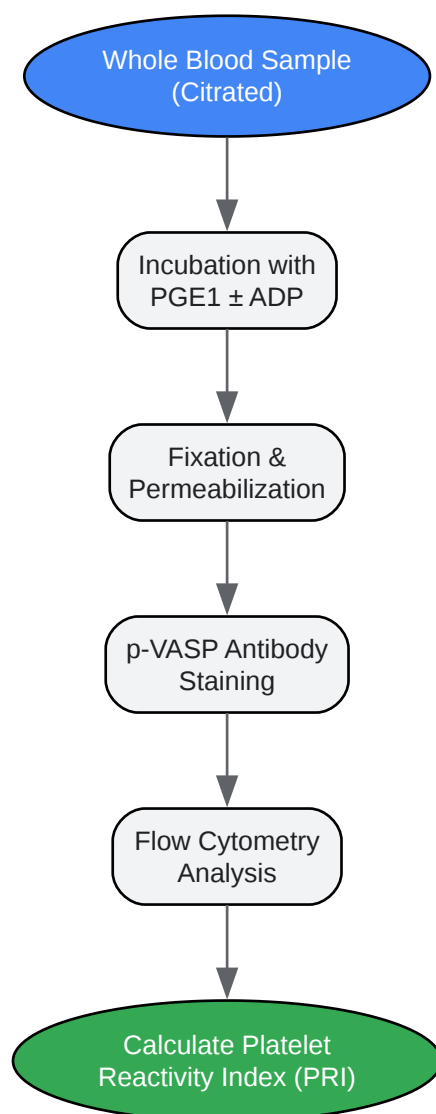 Whole Blood Sample
(Citrated)
Incubation with
PGE1 ± ADP
Fixation &
Permeabilization
p-VASP Antibody
Staining
Flow Cytometry
Analysis
Calculate Platelet
Reactivity Index (PRI)